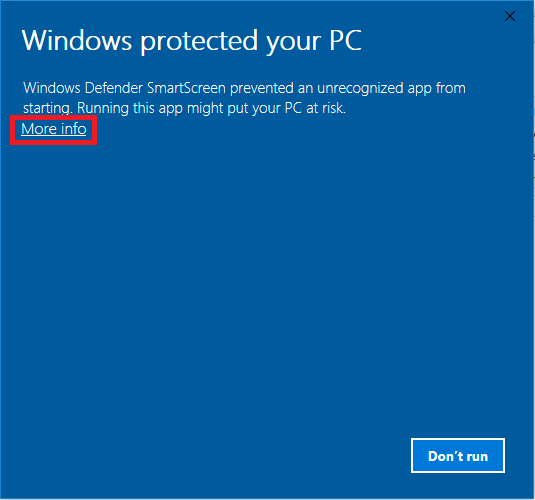 Windows protected your PC
Windows Defender SmartScreen prevented an unrecognized app from
starting. Running this app might put your PC at risk.
More info
Don't run